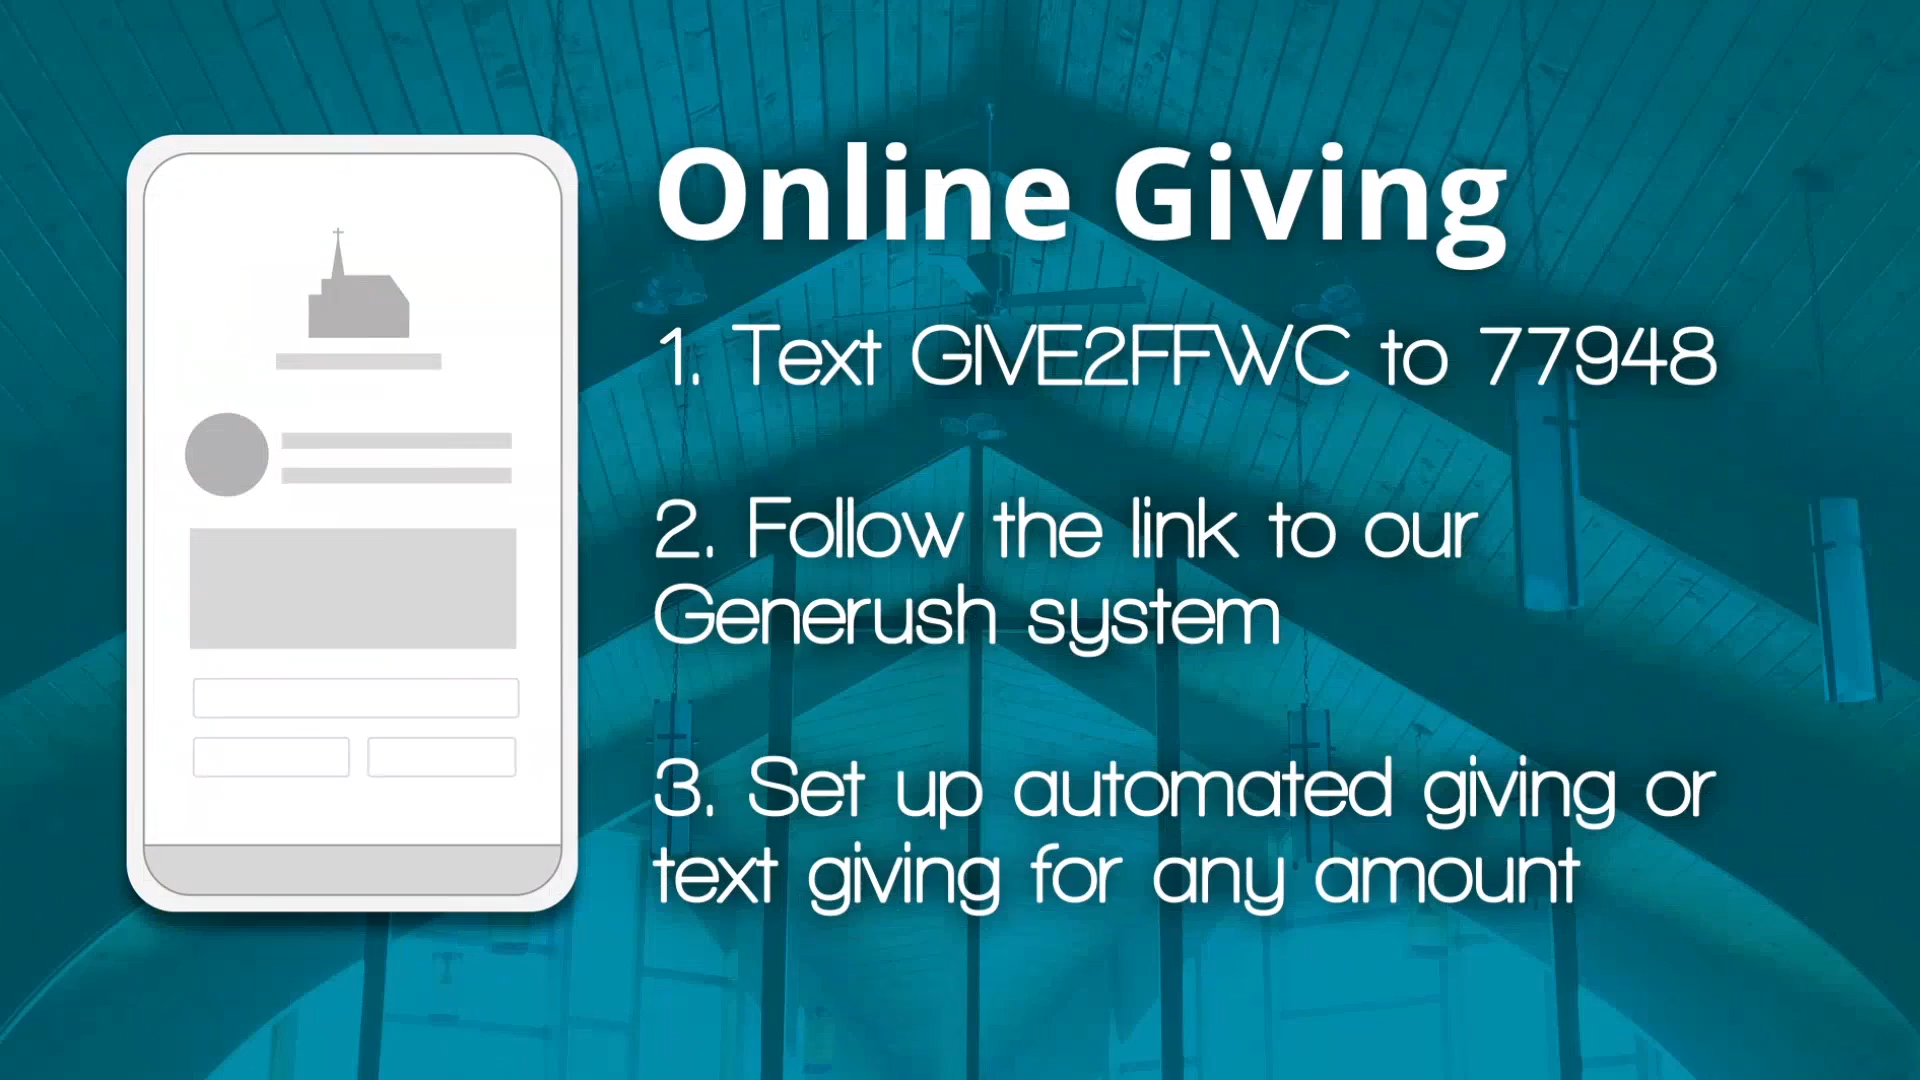 Online Giving
1. Text GIVE2FFWC to 77948
2. Follow the link to our
Generush system
3. Set up automated giving or
text giving for any amount